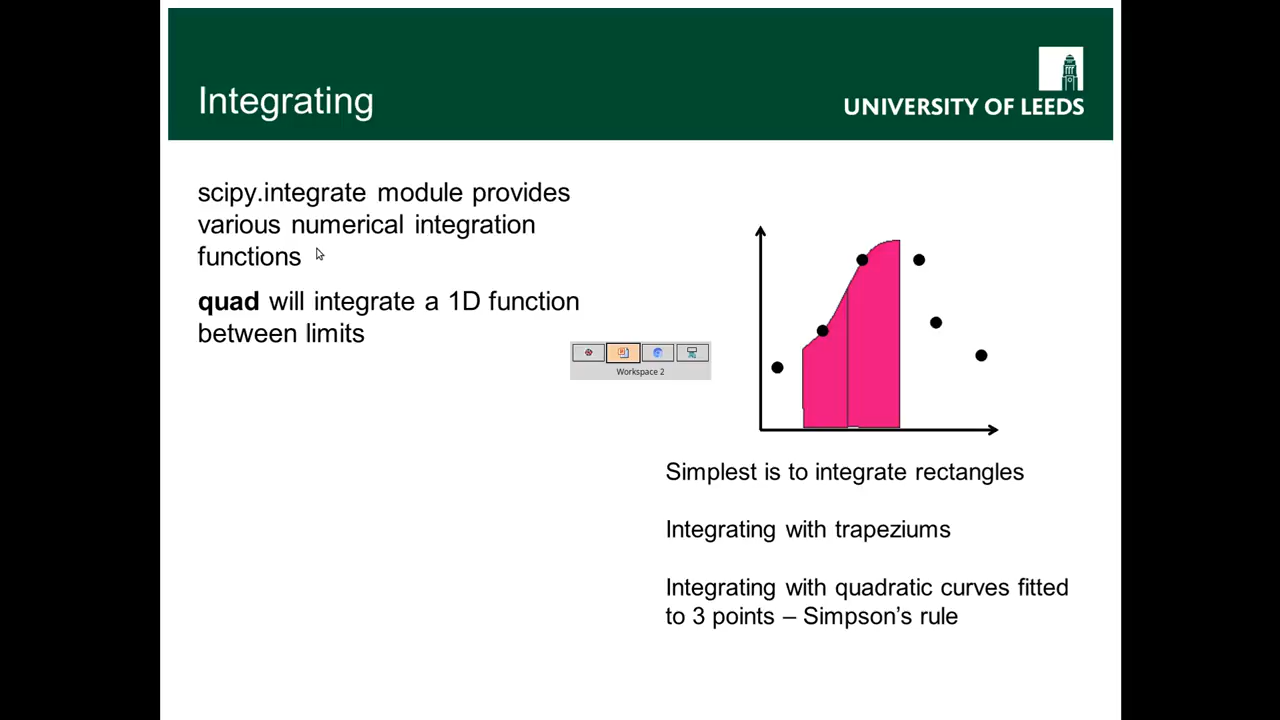 Integrating
UNIVERSITY OF LEEDS
scipy.integrate module provides
various numerical integration
functions
quad will integrate a 1D function
between limits
Workspace 2
Simplest is to integrate rectangles
Integrating with trapeziums
Integrating with quadratic curves fitted
to 3 points – Simpson’s rule